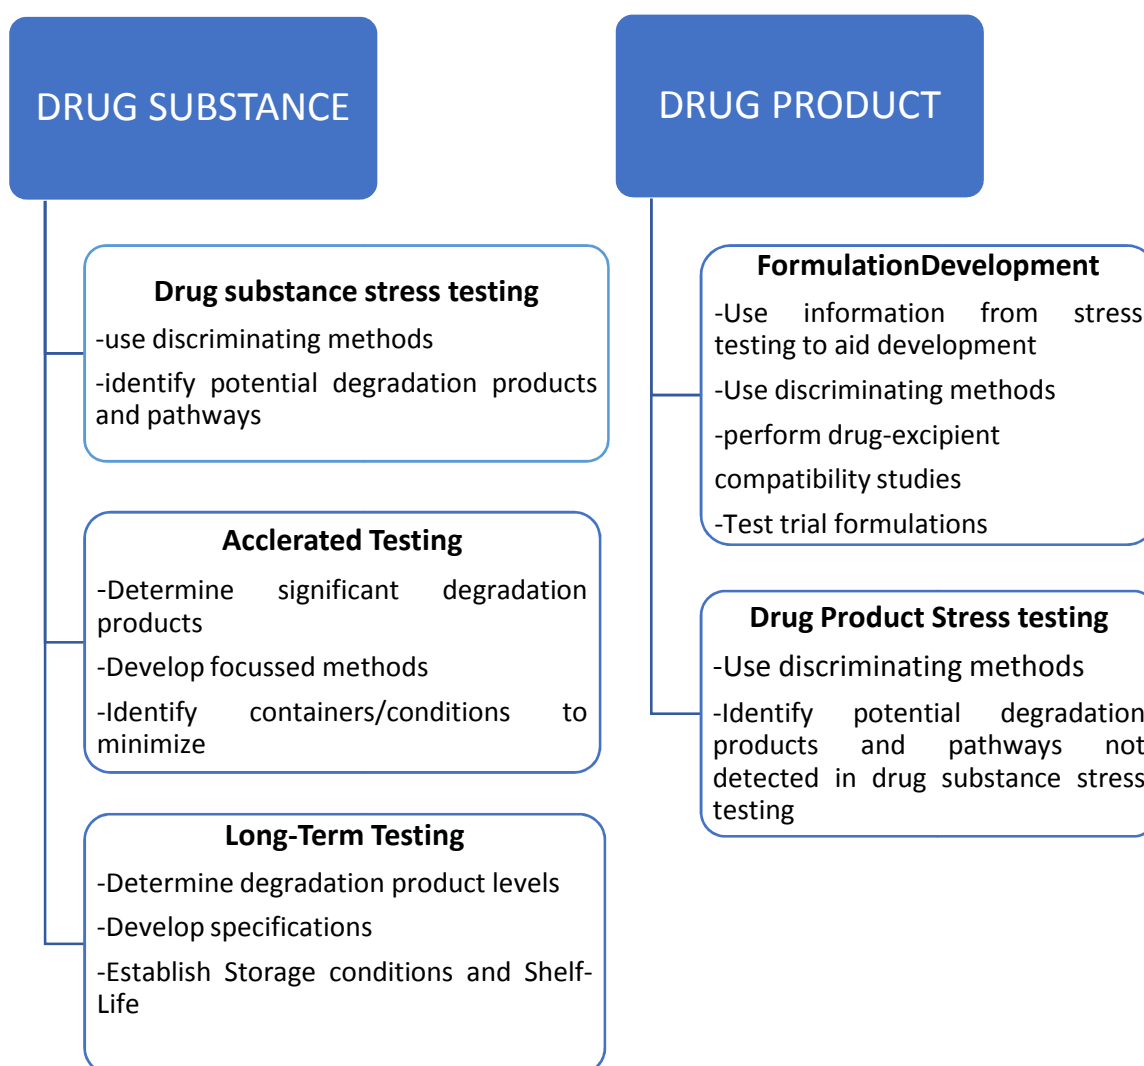 DRUG SUBSTANCE
Drug substance stress testing
-use discriminating methods
-identify potential degradation products
and pathways
Acclerated Testing
-Determine significant degradation
products
-Develop focussed methods
-Identify containers/conditions to
minimize
Long-Term Testing
-Determine degradation product levels
-Develop specifications
-Establish Storage conditions and Shelf-
Life
DRUG PRODUCT
FormulationDevelopment
-Use information from stress
testing to aid development
-Use discriminating methods
-perform drug-excipient
compatibility studies
-Test trial formulations
Drug Product Stress testing
-Use discriminating methods
-Identify potential degradation
products and pathways not
detected in drug substance stress
testing